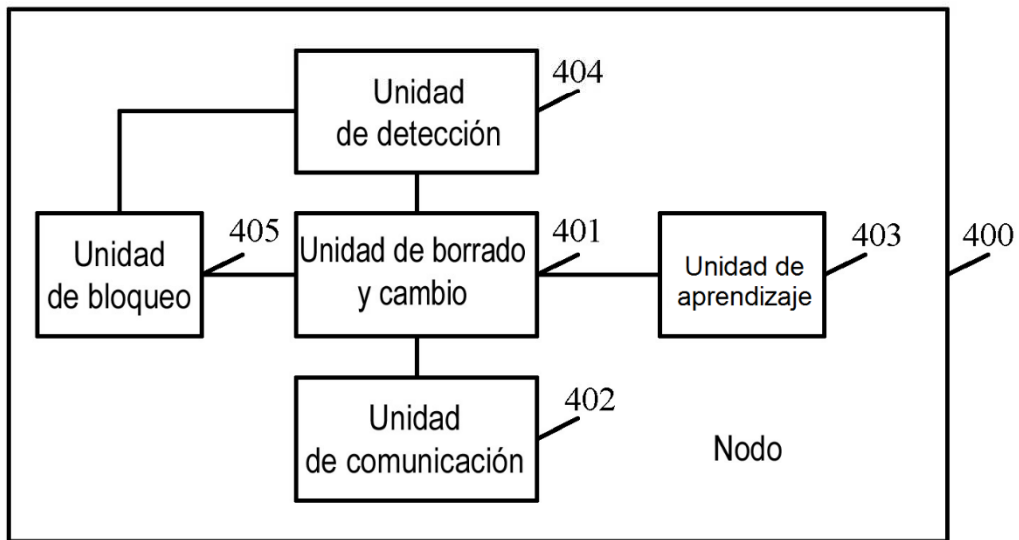 Unidad
de detección
404
Unidad
de bloqueo
405
Unidad de borrado
y cambio
401
Unidad de
aprendizaje
403
400
Unidad
de comunicación
402
Nodo